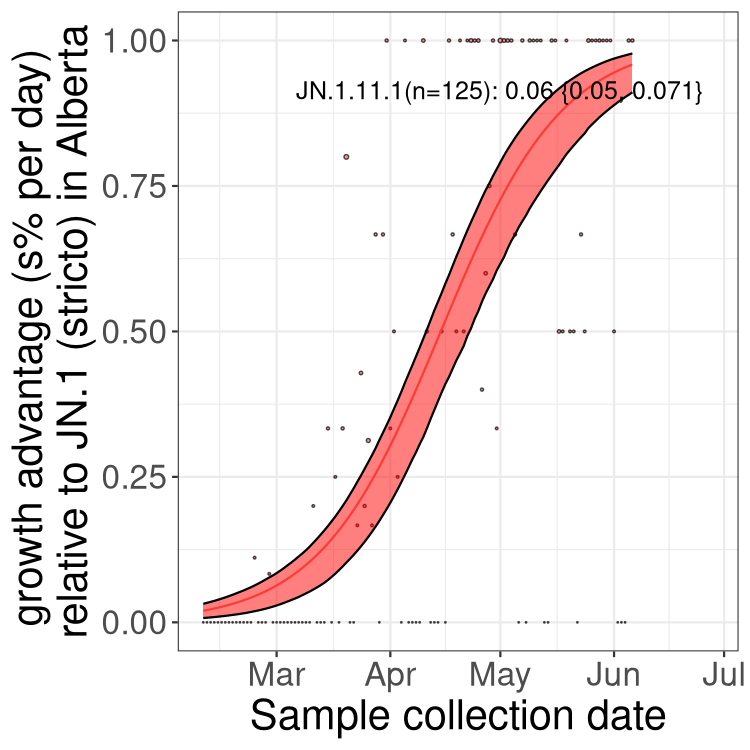 growth advantage (s% per day)
relative to JN.1 (stricto) in Alberta
1.00
0.75
0.50
0.25
0.00
JN.1.11.1(n=125): 0.06 {0.05, 0.071}
Mar Apr May Jun Jul
Sample collection date